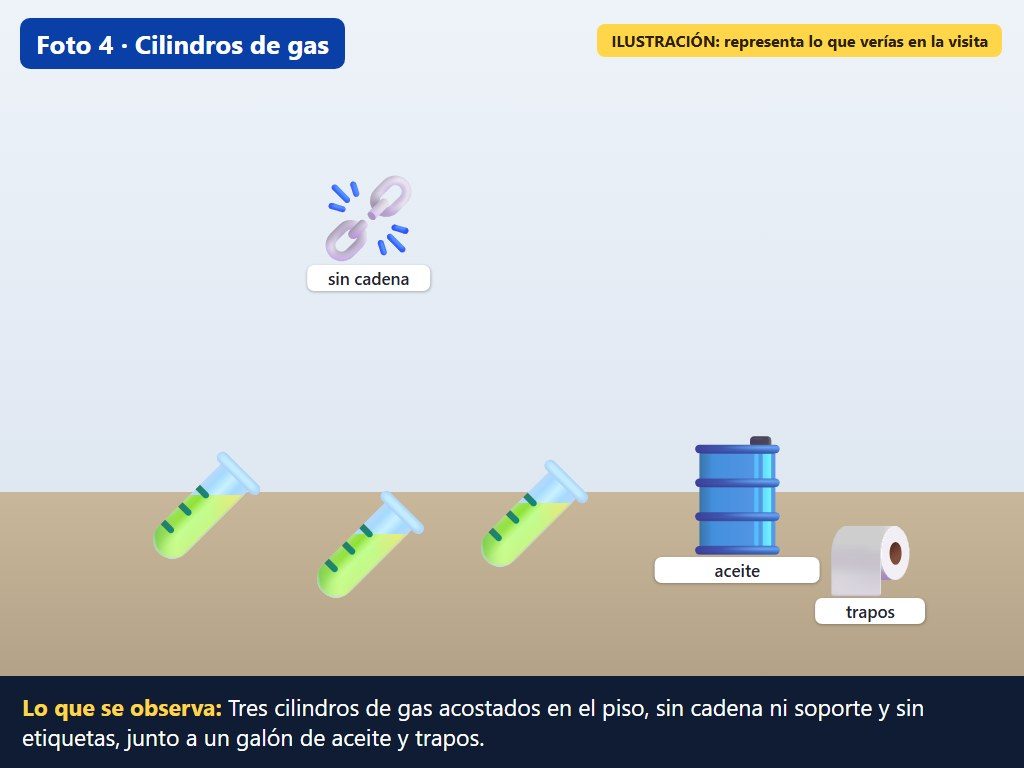 Foto 4 · Cilindros de gas
ILUSTRACIÓN: representa lo que verías en la visita
sin cadena
aceite
trapos
Lo que se observa: Tres cilindros de gas acostados en el piso, sin cadena ni soporte y sin
etiquetas, junto a un galón de aceite y trapos.